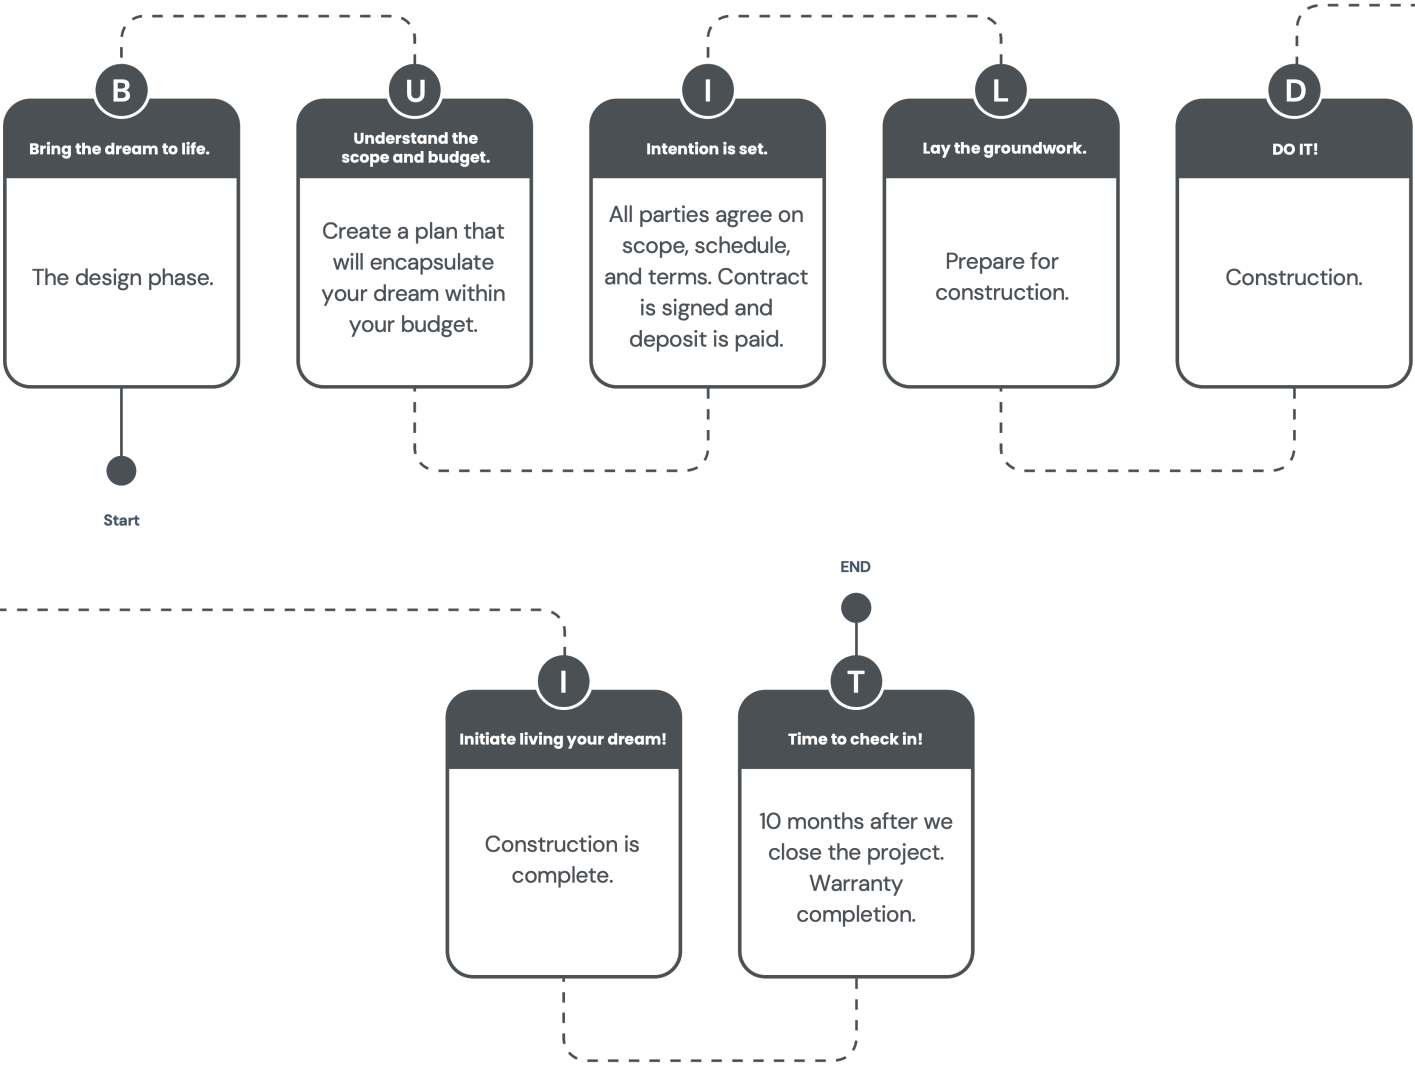 B
Bring the dream to life.
The design phase.
Start
U
Understand the
scope and budget.
Create a plan that
will encapsulate
your dream within
your budget.
I
Intention is set.
All parties agree on
scope, schedule,
and terms. Contract
is signed and
deposit is paid.
L
Lay the groundwork.
Prepare for
construction.
D
DO IT!
Construction.
I
Initiate living your dream!
Construction is
complete.
END
T
Time to check in!
10 months after we
close the project.
Warranty
completion.